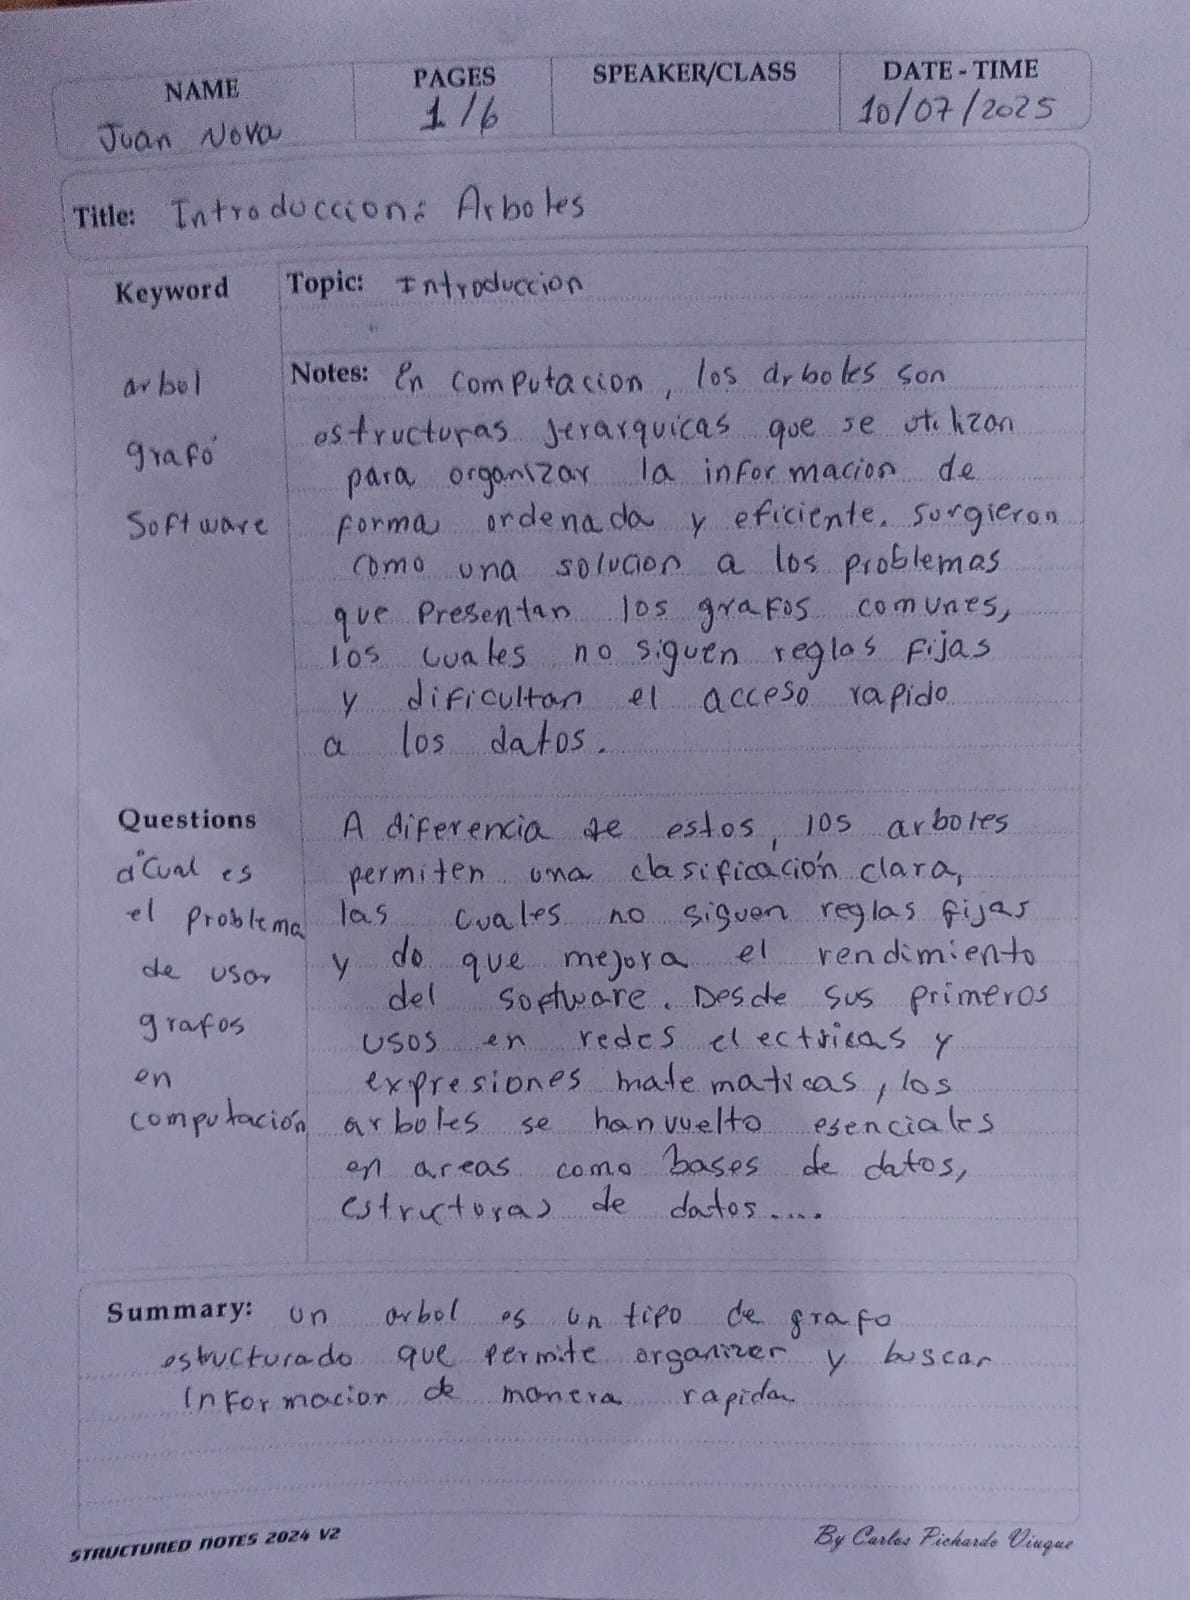 NAME
Juan Nova
PAGES
1/6
SPEAKER/CLASS
DATE - TIME
10/07/2025
Title: Introduccion: Arboles
Keyword
arbol
grafo
Software
Topic: Introduccion
Notes: En computacion, los arboles son
estructuras jerarquicas que se utilizan
para organizar la informacion de
forma ordenada y eficiente. surgieron
como una solucion a los problemas
que presentan los grafos comunes,
los cuales no siguen reglas fijas
y dificultan el acceso rapido
a los datos.
A diferencia de estos, los arboles
permiten una clasificación clara,
las cuales no siguen reglas fijas
y do que mejora el rendimiento
del software. Desde sus primeros
usos en redes electricas y
expresiones matematicas, los
arboles se han vuelto esenciales
en areas como bases de datos,
estructuras de datos....
Questions
¿cual es
el problema
de usar
grafos
en
computación
Summary: un arbol es un tipo de grafo
estructurado que permite organizer y buscar
informacion de manera rapida
STRUCTURED NOTES 2024 V2
By Carlos Pichardo Viuque